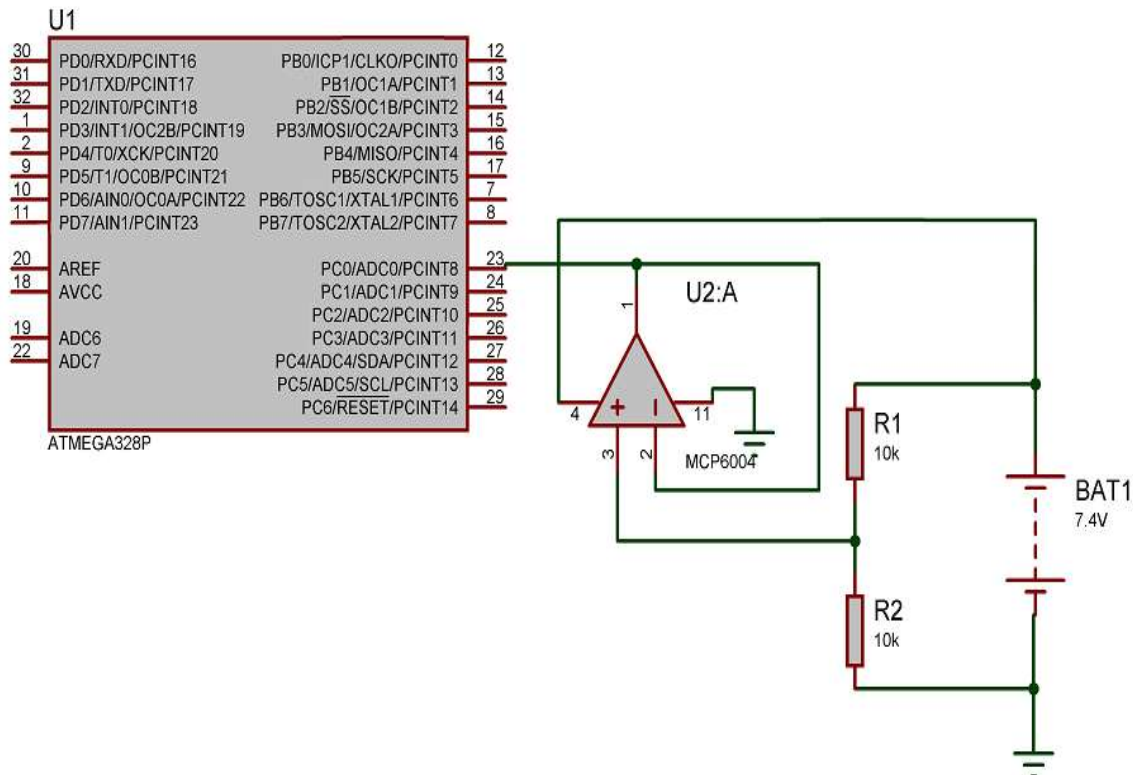 U1
30 PD0/RXD/PCINT16 PB0/ICP1/CLKO/PCINT0 12
31 PD1/TXD/PCINT17 PB1/OC1A/PCINT1 13
32 PD2/INT0/PCINT18 PB2/SS/OC1B/PCINT2 14
1 PD3/INT1/OC2B/PCINT19 PB3/MOSI/OC2A/PCINT3 15
2 PD4/T0/XCK/PCINT20 PB4/MISO/PCINT4 16
9 PD5/T1/OC0B/PCINT21 PB5/SCK/PCINT5 17
10 PD6/AIN0/OC0A/PCINT22 PB6/TOSC1/XTAL1/PCINT6 7
11 PD7/AIN1/PCINT23 PB7/TOSC2/XTAL2/PCINT7 8
20 AREF PC0/ADC0/PCINT8 23
18 AVCC PC1/ADC1/PCINT9 24
PC2/ADC2/PCINT10 25
19 ADC6 PC3/ADC3/PCINT11 26
22 ADC7 PC4/ADC4/SDA/PCINT12 27
PC5/ADC5/SCL/PCINT13 28
PC6/RESET/PCINT14 29
ATMEGA328P
U2:A
1
4 + − 11
3 2
MCP6004
R1
10k
BAT1
7.4V
R2
10k